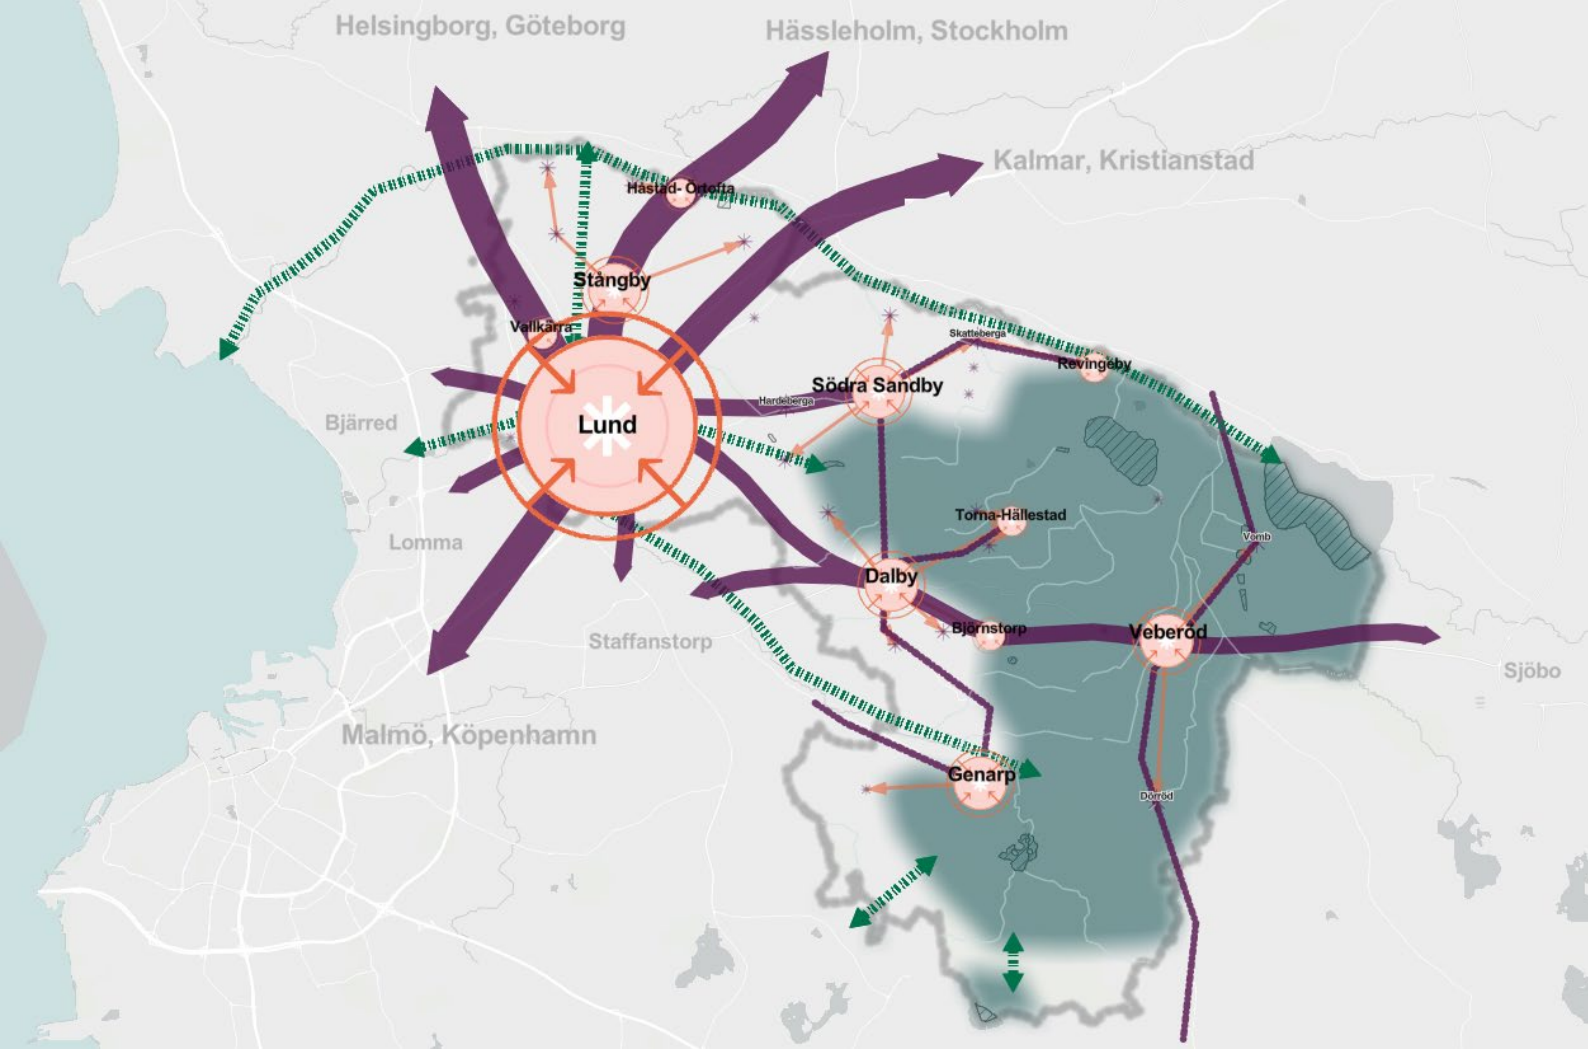 Helsingborg, Göteborg
Hässleholm, Stockholm
Kalmar, Kristianstad
Håstad- Örtofta
Stångby
Vallkärra
Skatteberga
Revingeby
Södra Sandby
Hardeberga
Bjärred
Lund
Torna-Hällestad
Vomb
Lomma
Dalby
Björnstorp
Veberöd
Staffanstorp
Sjöbo
Malmö, Köpenhamn
Genarp
Dörröd